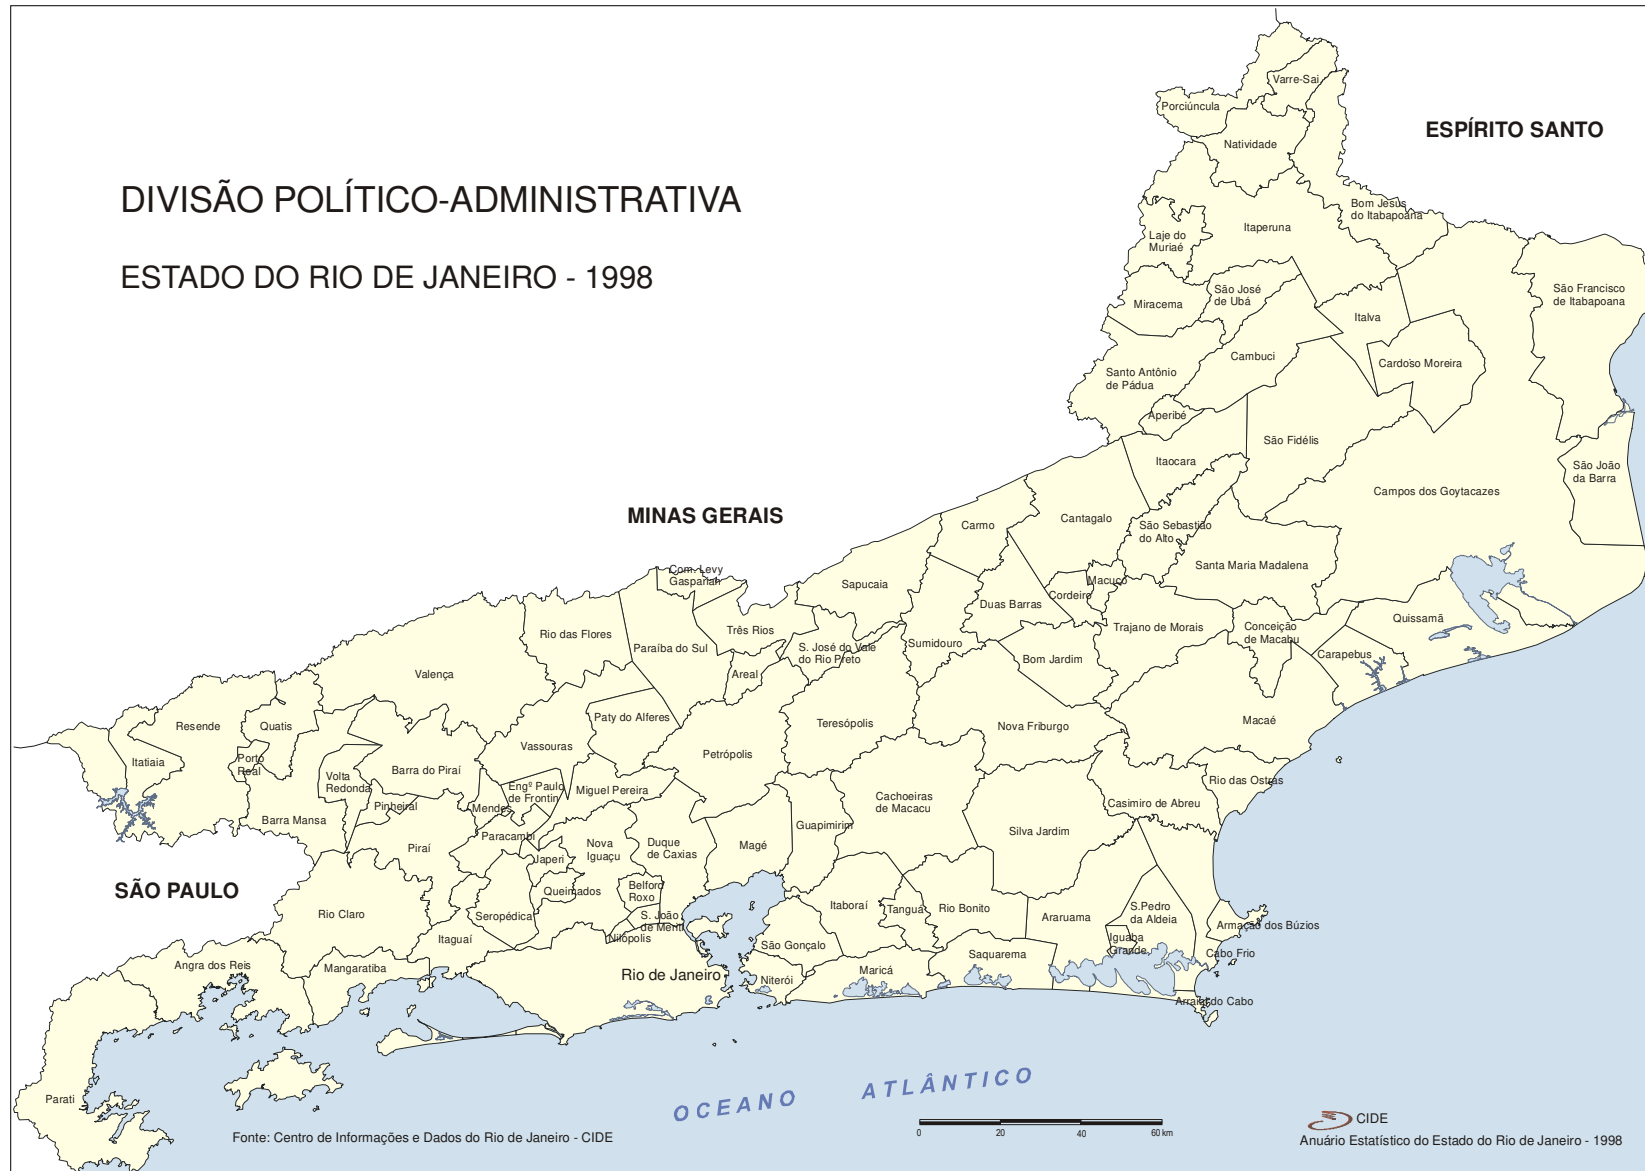 DIVISÃO POLÍTICO-ADMINISTRATIVA
ESTADO DO RIO DE JANEIRO - 1998
ESPÍRITO SANTO
MINAS GERAIS
SÃO PAULO
Varre-Sai
Porciúncula
Natividade
Bom Jesus
do Itabapoana
Itaperuna
Laje do
Muriaé
São José
de Ubá
São Francisco
de Itabapoana
Miracema
Italva
Cambuci
Cardoso Moreira
Santo Antônio
de Pádua
Aperibé
São Fidélis
Itaocara
São João
da Barra
Campos dos Goytacazes
Carmo
Cantagalo
São Sebastião
do Alto
Santa Maria Madalena
Com. Levy
Gasparian
Sapucaia
Macuco
Cordeiro
Duas Barras
Quissamã
Rio das Flores
Três Rios
Paraíba do Sul
S. José do Vale
do Rio Preto
Sumidouro
Trajano de Morais
Conceição
de Macabu
Carapebus
Bom Jardim
Valença
Areal
Resende
Quatis
Paty do Alferes
Teresópolis
Nova Friburgo
Macaé
Vassouras
Petrópolis
Itatiaia
Porto
Real
Volta
Redonda
Barra do Piraí
Engº Paulo
de Frontin
Miguel Pereira
Rio das Ostras
Cachoeiras
de Macacu
Casimiro de Abreu
Pinheiral
Mendes
Barra Mansa
Guapimirim
Silva Jardim
Paracambi
Piraí
Nova
Iguaçu
Duque
de Caxias
Magé
Japeri
Queimados
Belford
Roxo
Rio Claro
Seropédica
S. João
de Meriti
Itaboraí
Tanguá
Rio Bonito
Araruama
S.Pedro
da Aldeia
Armação dos Búzios
Itaguaí
Nilópolis
São Gonçalo
Iguaba
Grande
Cabo Frio
Saquarema
Angra dos Reis
Mangaratiba
Rio de Janeiro
Niterói
Maricá
Arraial do Cabo
Parati
OCEANO ATLÂNTICO
0 20 40 60 km
Fonte: Centro de Informações e Dados do Rio de Janeiro - CIDE
CIDE
Anuário Estatístico do Estado do Rio de Janeiro - 1998